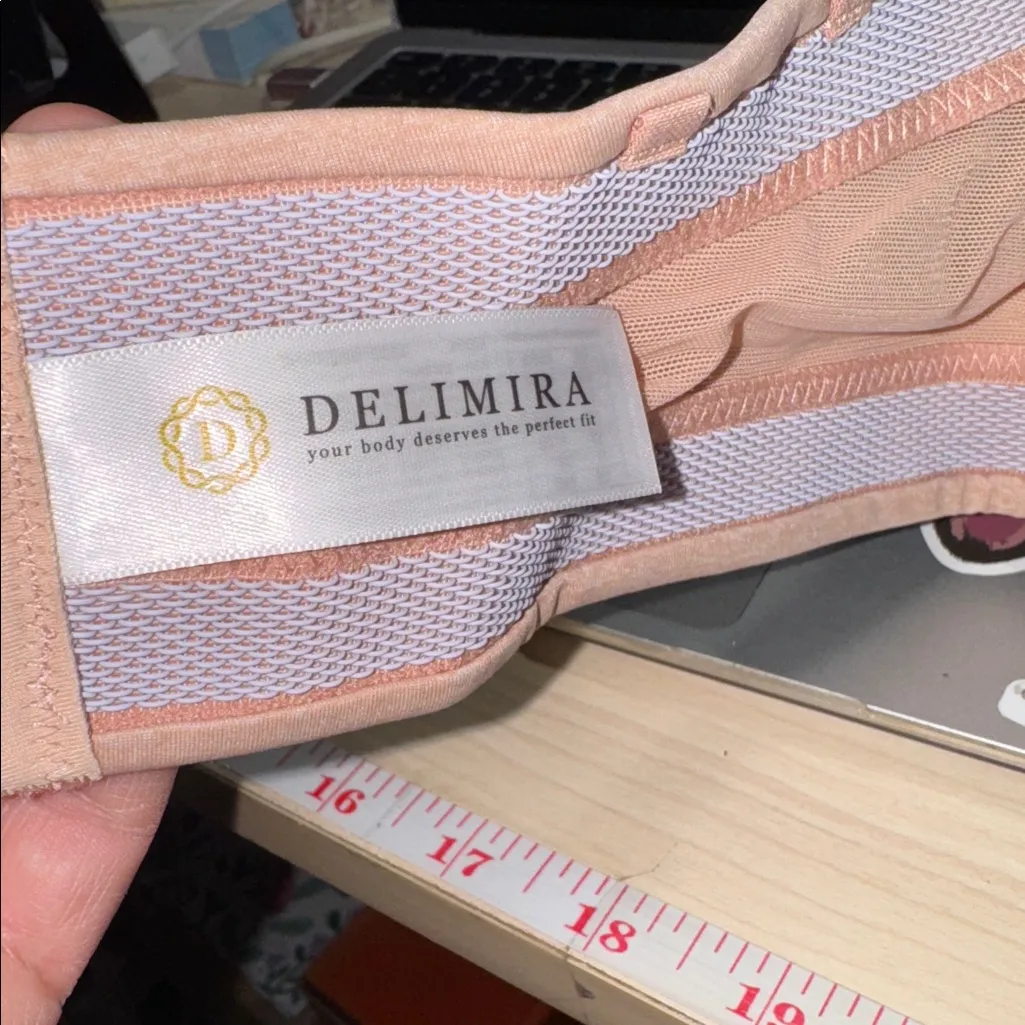 D
DELIMIRA
your body deserves the perfect fit
16
17
18
19